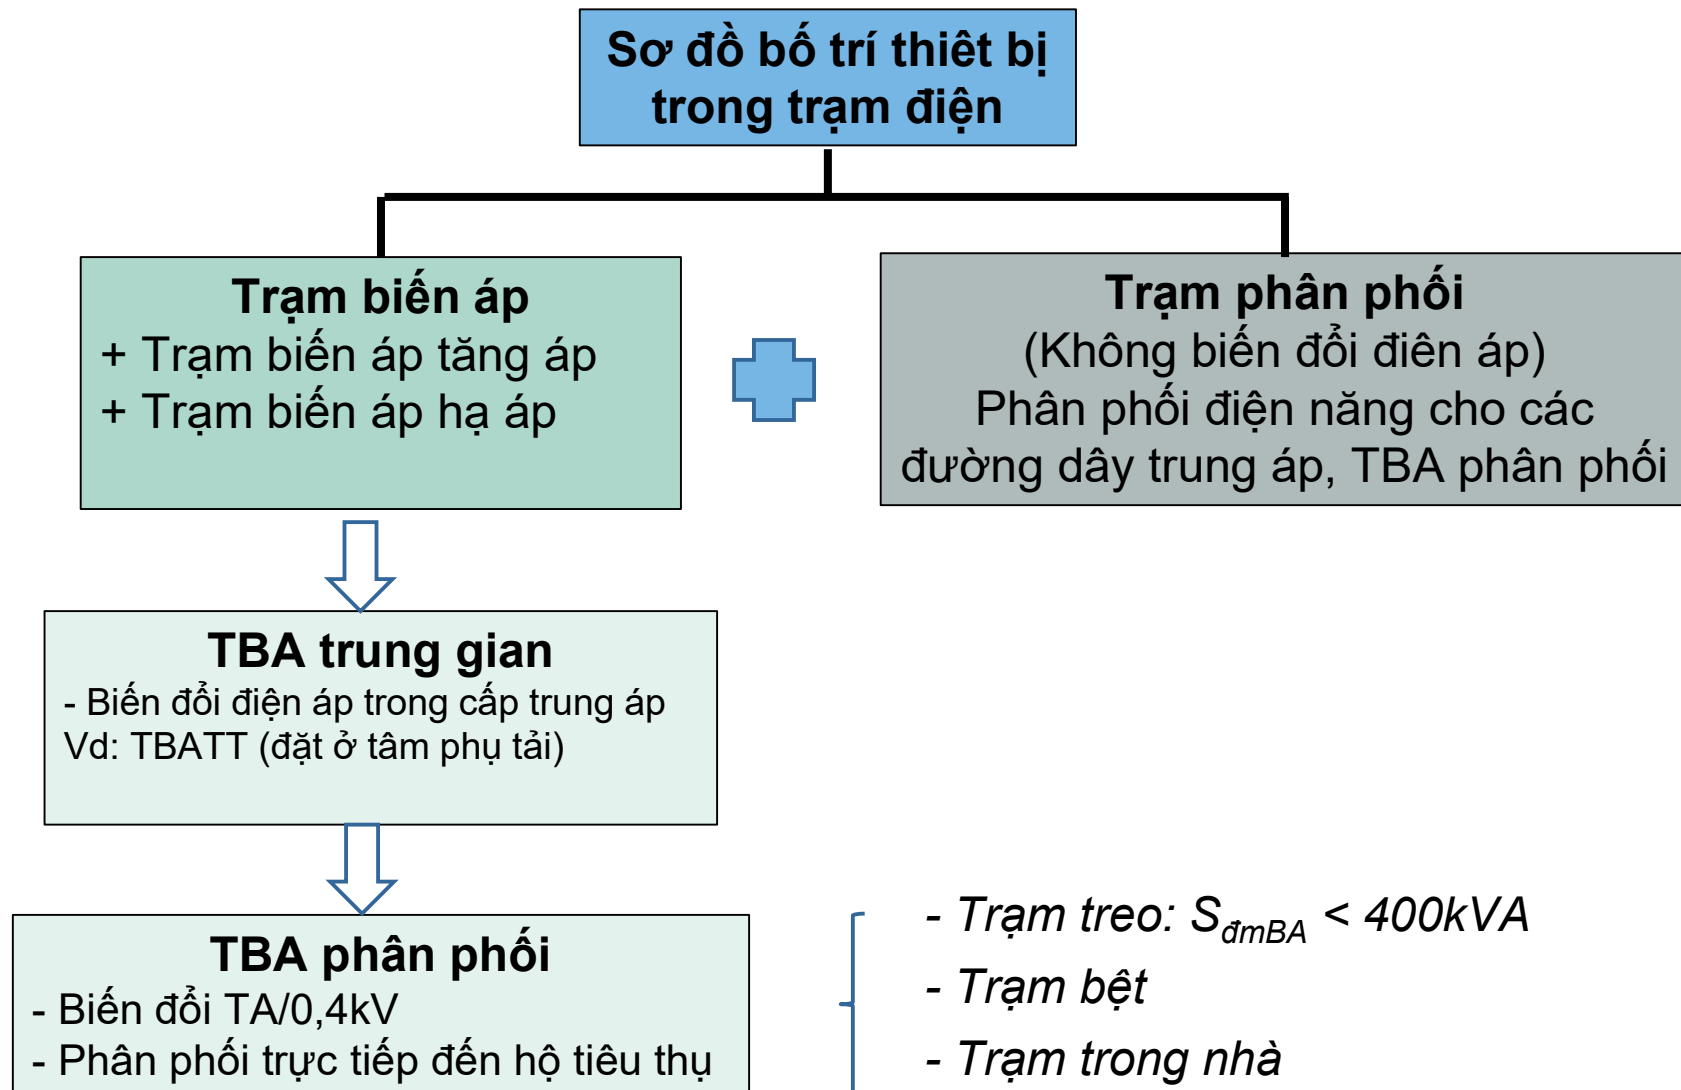 Sơ đồ bố trí thiêt bị
trong trạm điện
Trạm biến áp
+ Trạm biến áp tăng áp
+ Trạm biến áp hạ áp
Trạm phân phối
(Không biến đổi điên áp)
Phân phối điện năng cho các
đường dây trung áp, TBA phân phối
TBA trung gian
- Biến đổi điện áp trong cấp trung áp
Vd: TBATT (đặt ở tâm phụ tải)
TBA phân phối
- Biến đổi TA/0,4kV
- Phân phối trực tiếp đến hộ tiêu thụ
- Trạm treo: SđmBA < 400kVA
- Trạm bệt
- Trạm trong nhà